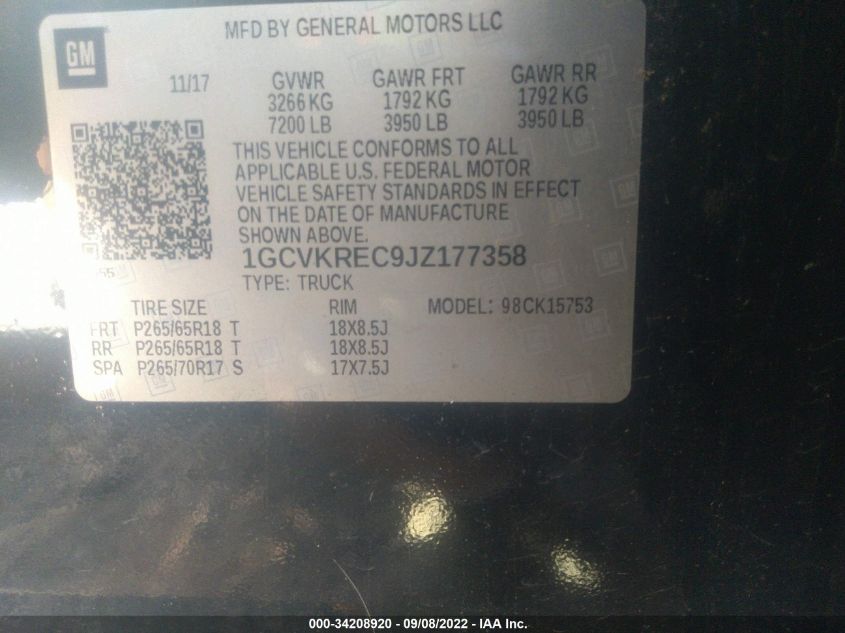 GM
MFD BY GENERAL MOTORS LLC
11/17 GVWR GAWR FRT GAWR RR
3266 KG 1792 KG 1792 KG
7200 LB 3950 LB 3950 LB
THIS VEHICLE CONFORMS TO ALL
APPLICABLE U.S. FEDERAL MOTOR
VEHICLE SAFETY STANDARDS IN EFFECT
ON THE DATE OF MANUFACTURE
SHOWN ABOVE.
1GCVKREC9JZ177358
55
TYPE: TRUCK
TIRE SIZE RIM MODEL: 98CK15753
FRT P265/65R18 T 18X8.5J
RR P265/65R18 T 18X8.5J
SPA P265/70R17 S 17X7.5J
000-34208920 - 09/08/2022 - IAA Inc.